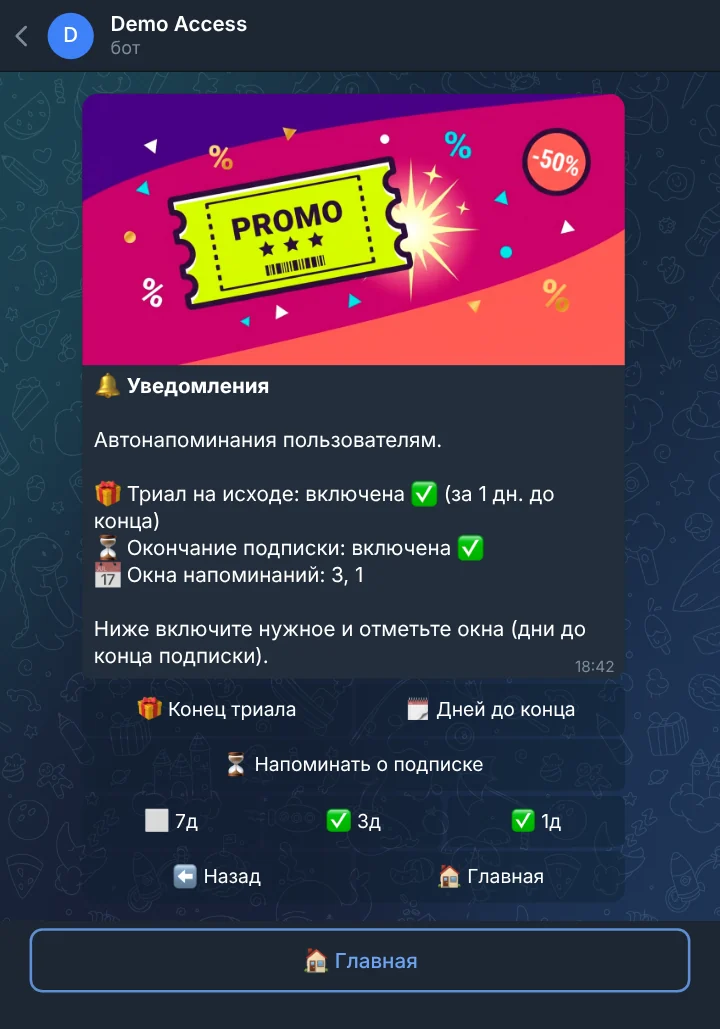 D
Demo Access
бот
%
%
-50%
PROMO
%
%
🔔 Уведомления
Автонапоминания пользователям.
🎁 Триал на исходе: включена ✅ (за 1 дн. до
конца)
⏳ Окончание подписки: включена ✅
📅 Окна напоминаний: 3, 1
Ниже включите нужное и отметьте окна (дни до
конца подписки).
18:42
🎁 Конец триала
🗓 Дней до конца
⏳ Напоминать о подписке
⬜ 7д
✅ 3д
✅ 1д
⬅️ Назад
🏠 Главная
🏠 Главная